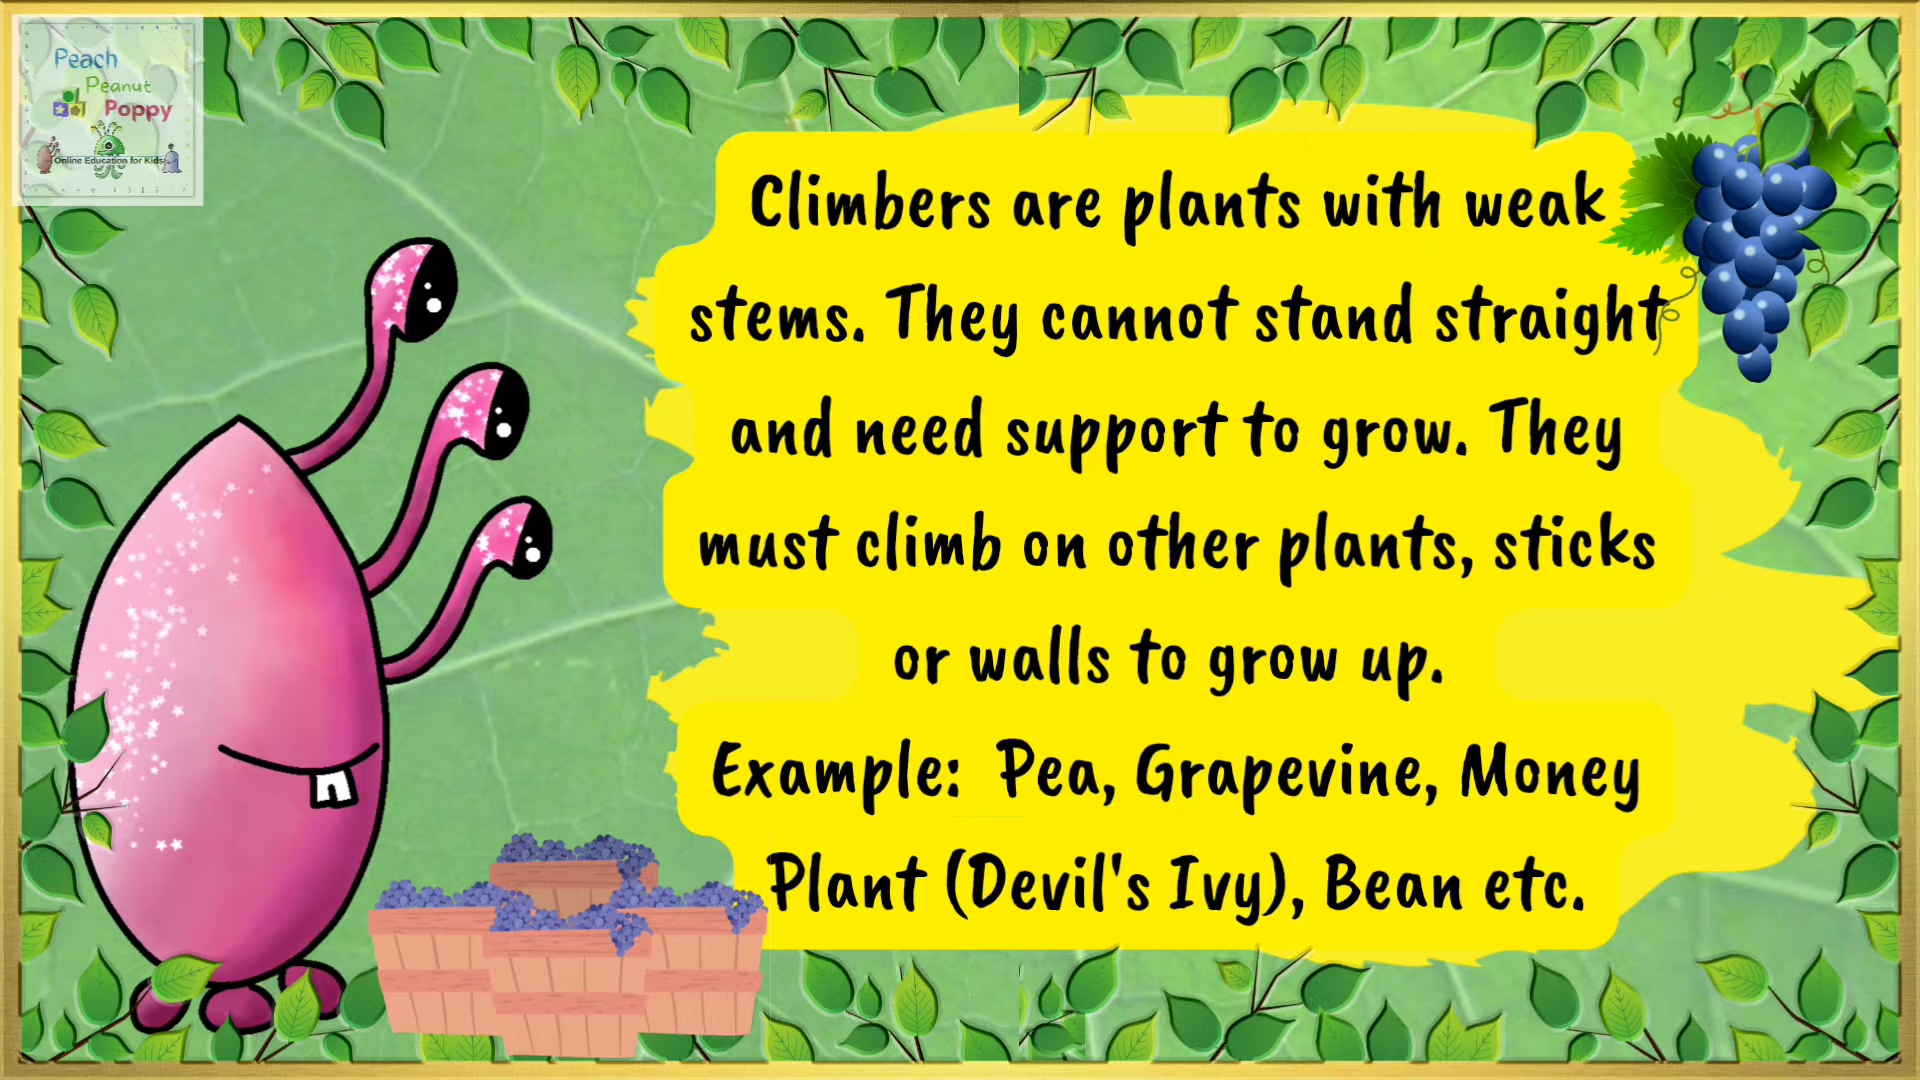 Peach
Peanut
Poppy
Online Education for Kids
Climbers are plants with weak
stems. They cannot stand straight
and need support to grow. They
must climb on other plants, sticks
or walls to grow up.
Example: Pea, Grapevine, Money
Plant (Devil's Ivy), Bean etc.